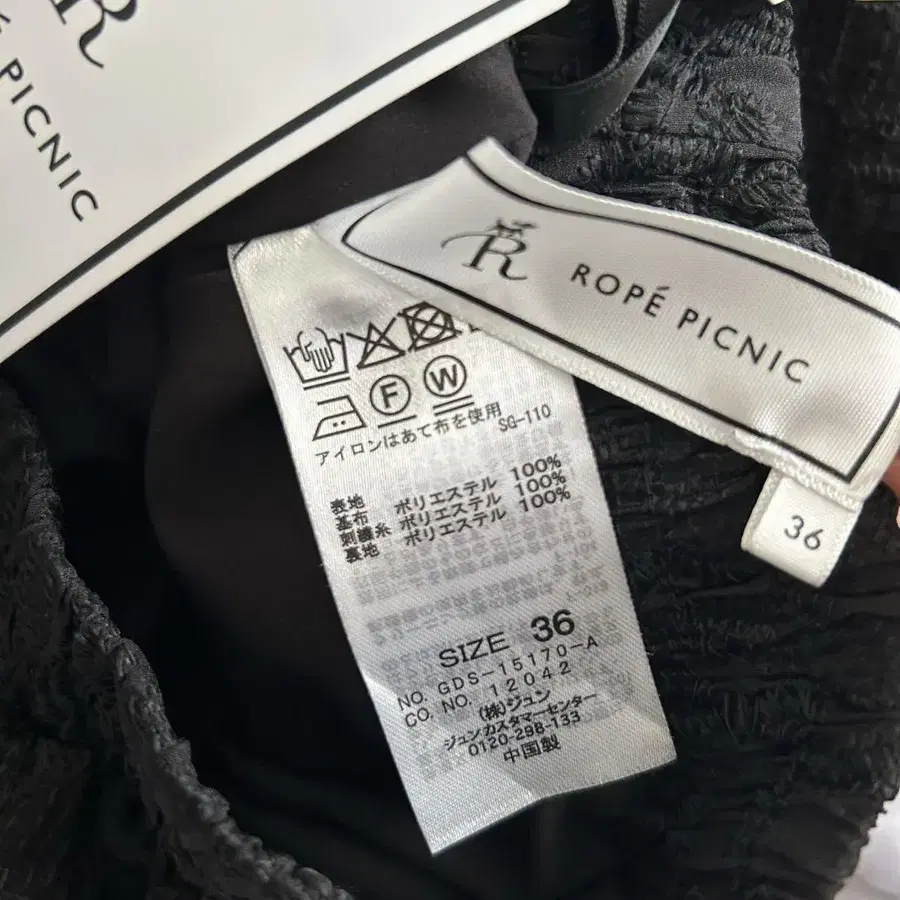 R
PICNIC
R ROPÉ PICNIC
36
F W
アイロンはあて布を使用
SG-110
表地 ポリエステル 100%
基布 ポリエステル 100%
刺繍糸 ポリエステル 100%
裏地
SIZE 36
NO. GDS-15170-A
CO. NO. 12042
(株)ジュン
ジュンカスタマーセンター
0120-298-133
中国製